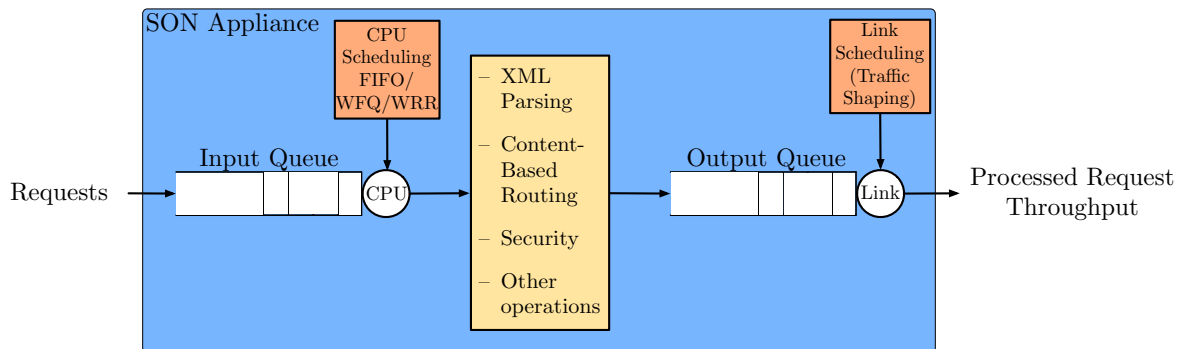 SON Appliance
CPU
Scheduling
FIFO/
WFQ/WRR
Link
Scheduling
(Traffic
Shaping)
Requests
Input Queue
CPU
– XML
Parsing
– Content-
Based
Routing
– Security
– Other
operations
Output Queue
Link
Processed Request
Throughput